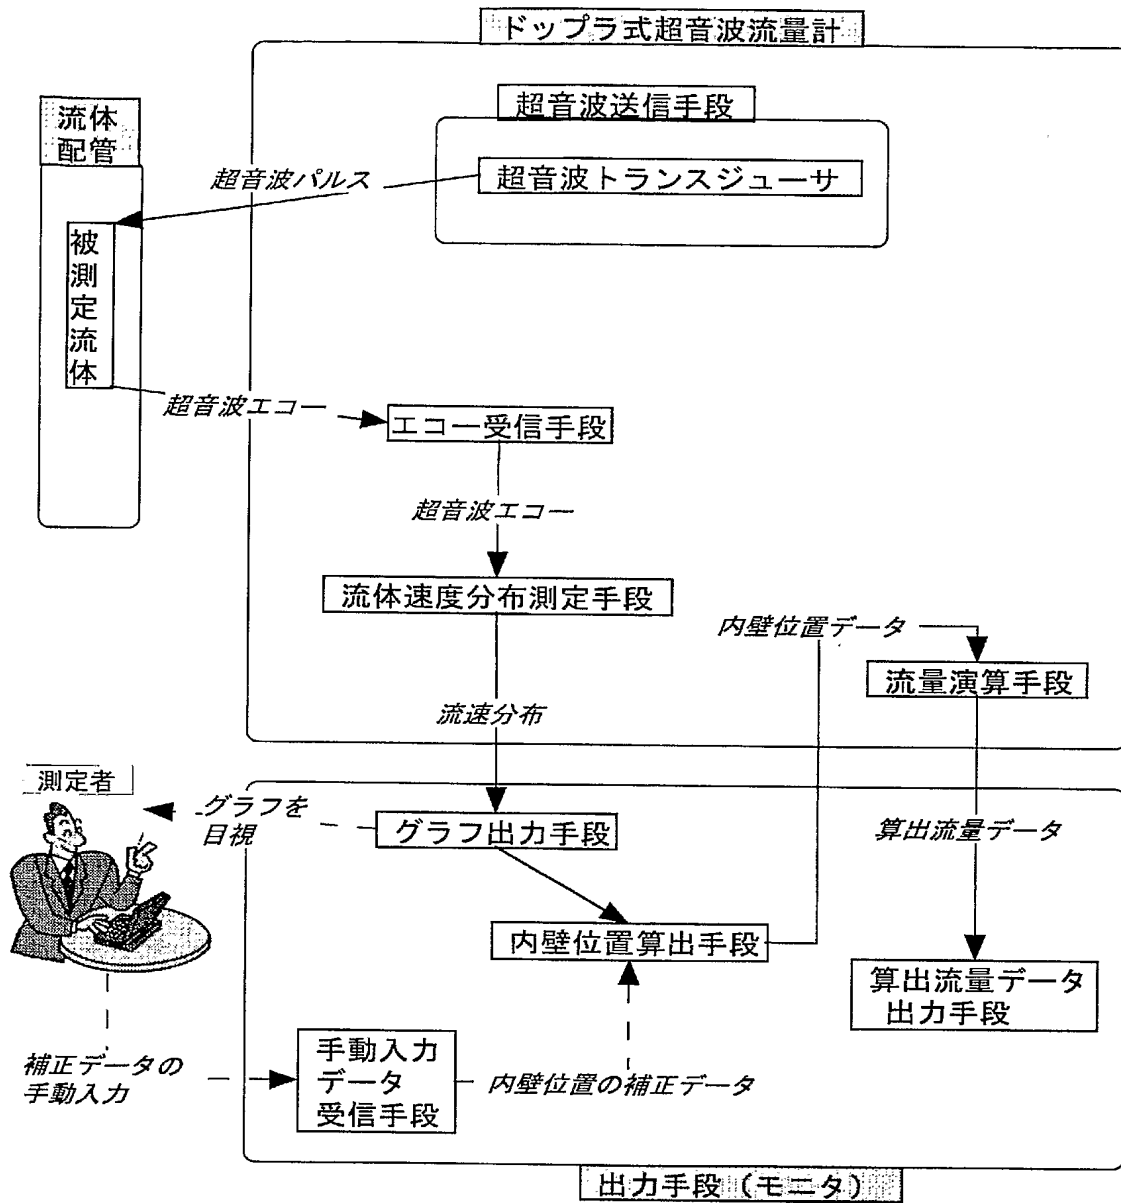 ドップラ式超音波流量計
超音波送信手段
超音波トランスジューサ
流体
配管
超音波パルス
被
測
定
流
体
超音波エコー
エコー受信手段
超音波エコー
流体速度分布測定手段
内壁位置データ
流量演算手段
流速分布
測定者
グラフを
目視
グラフ出力手段
算出流量データ
内壁位置算出手段
算出流量データ
出力手段
補正データの
手動入力
手動入力
データ
受信手段
内壁位置の補正データ
出力手段（モニタ）